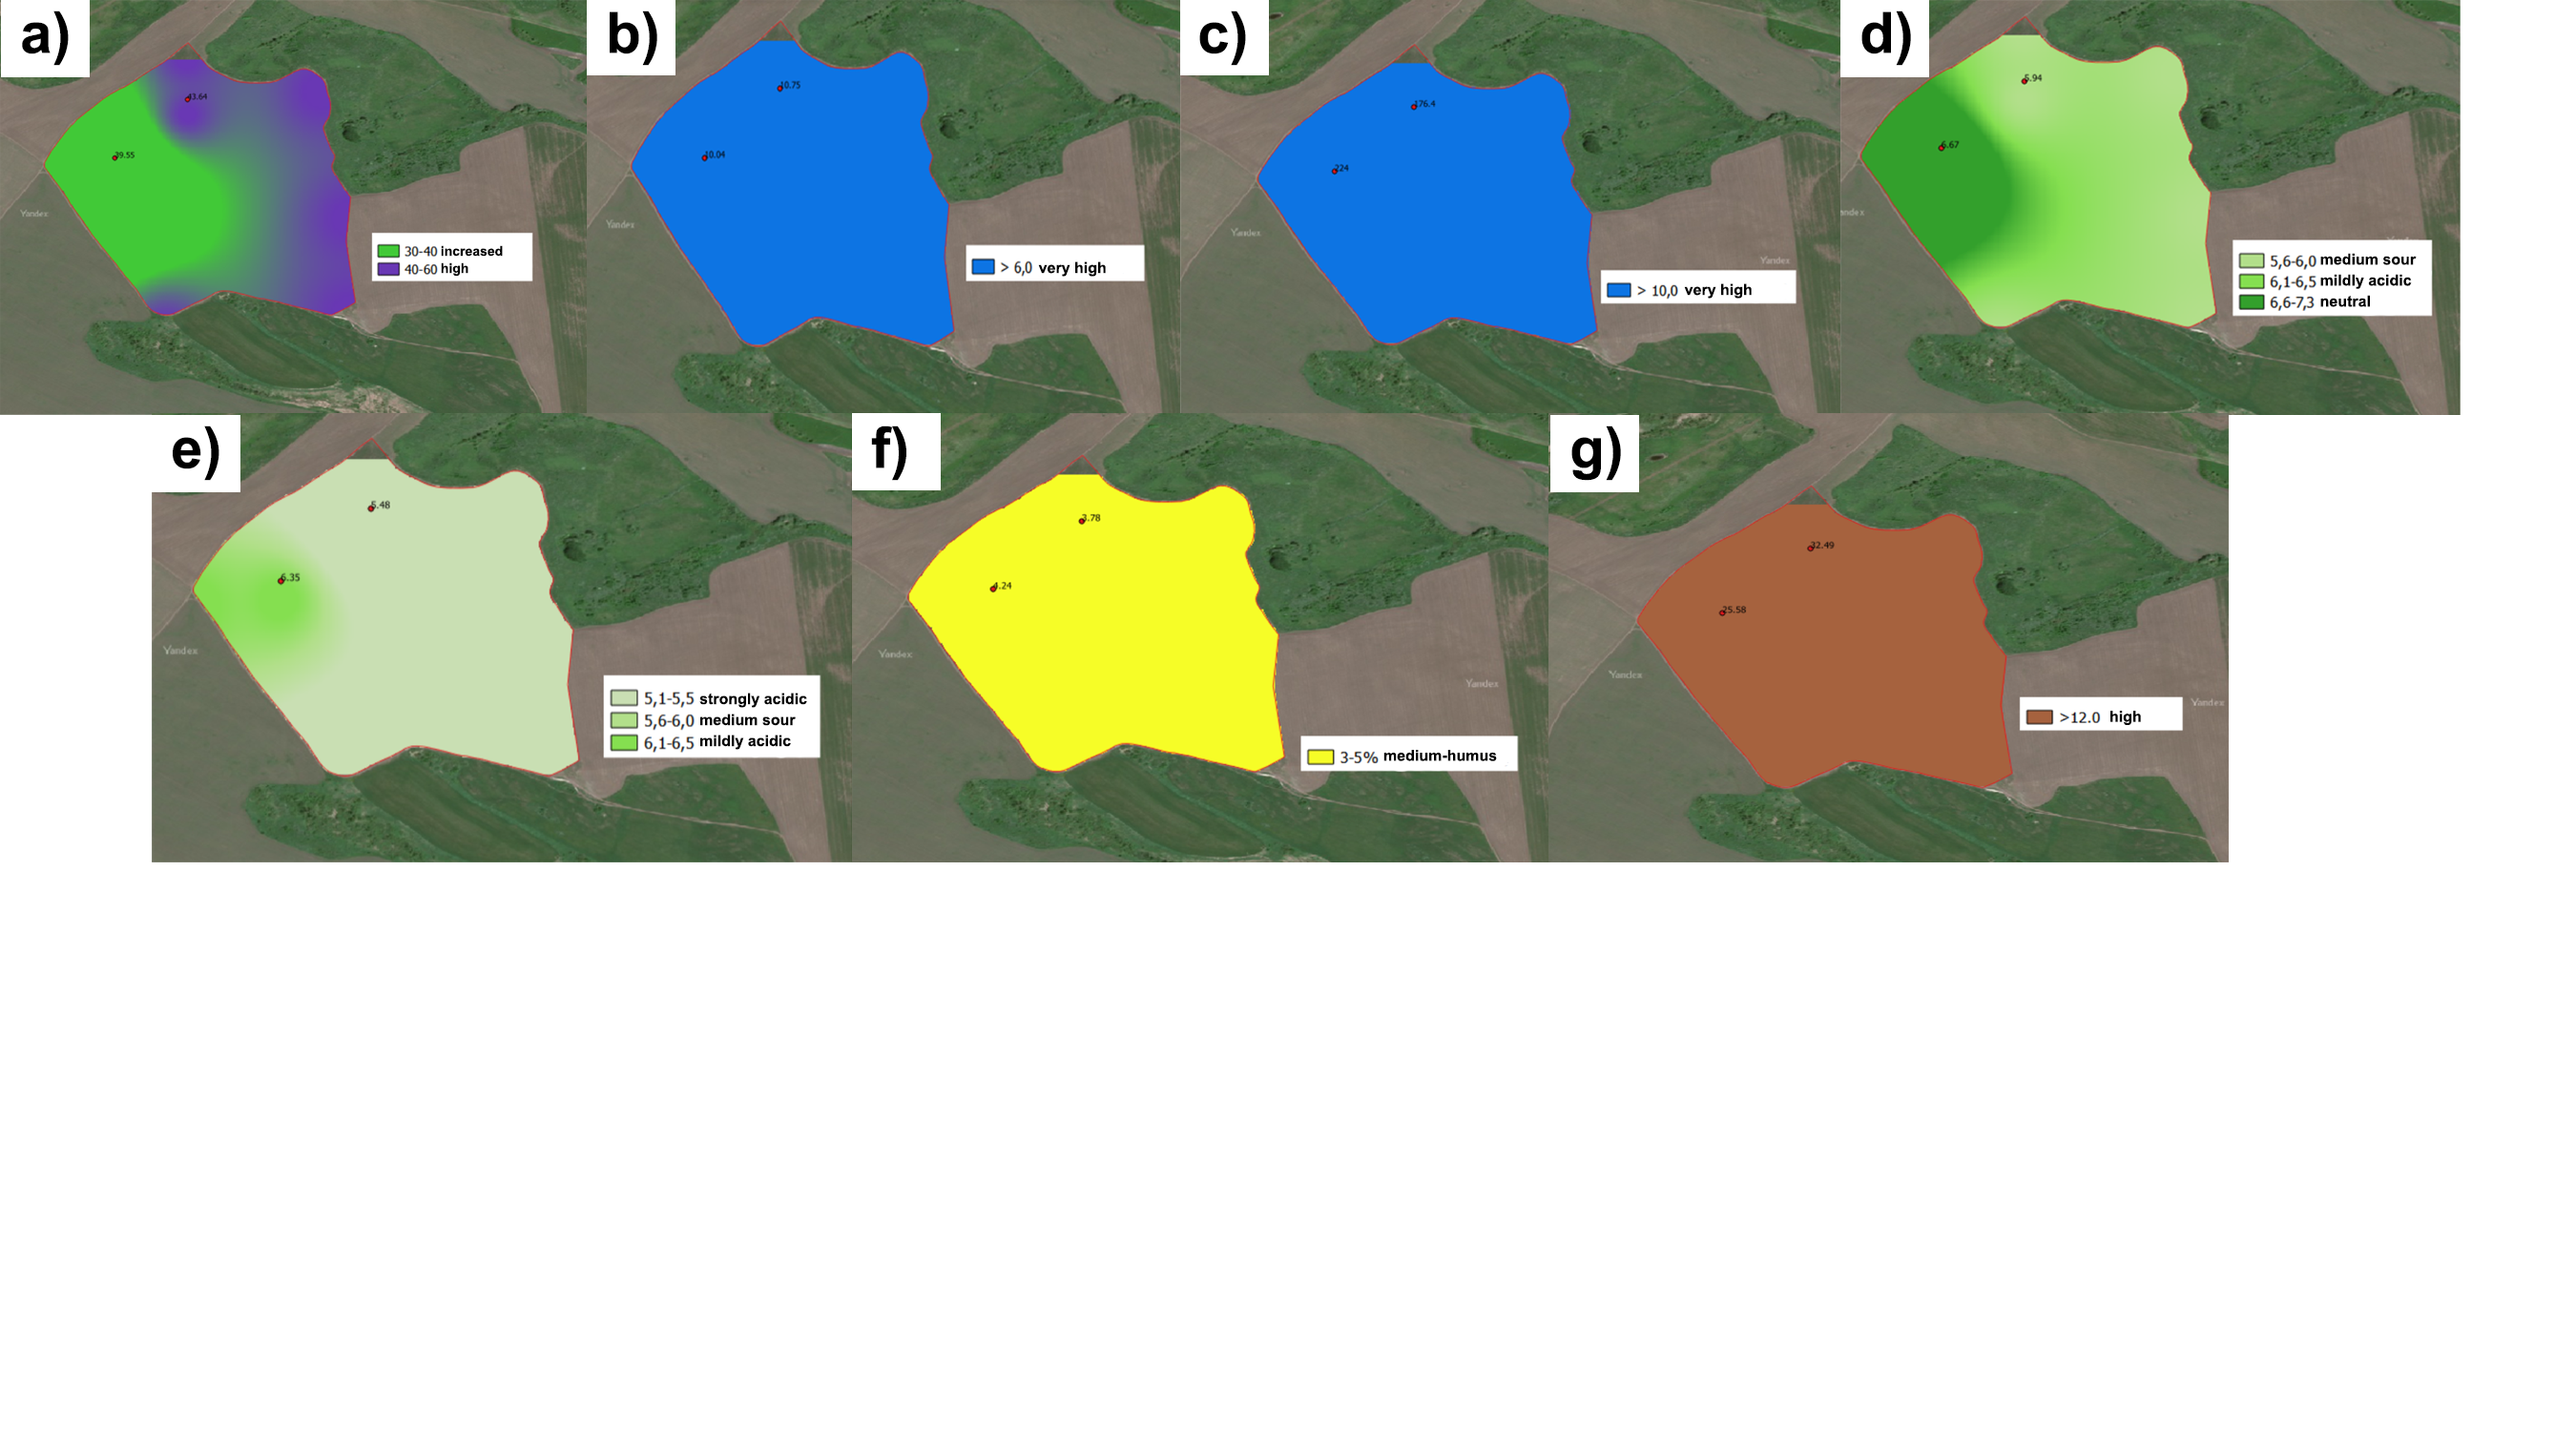 a)
43.64
39.55
Yandex
30-40 increased
40-60 high
b)
10.75
10.04
Yandex
> 6,0 very high
c)
176.4
224
Yandex
Yandex
> 10,0 very high
d)
5.94
6.67
andex
5,6-6,0 medium sour
6,1-6,5 mildly acidic
6,6-7,3 neutral
e)
5.48
6.35
Yandex
5,1-5,5 strongly acidic
5,6-6,0 medium sour
6,1-6,5 mildly acidic
f)
3.78
4.24
Yandex
Yandex
3-5% medium-humus
g)
32.49
25.58
Yandex
Yandex
>12.0 high